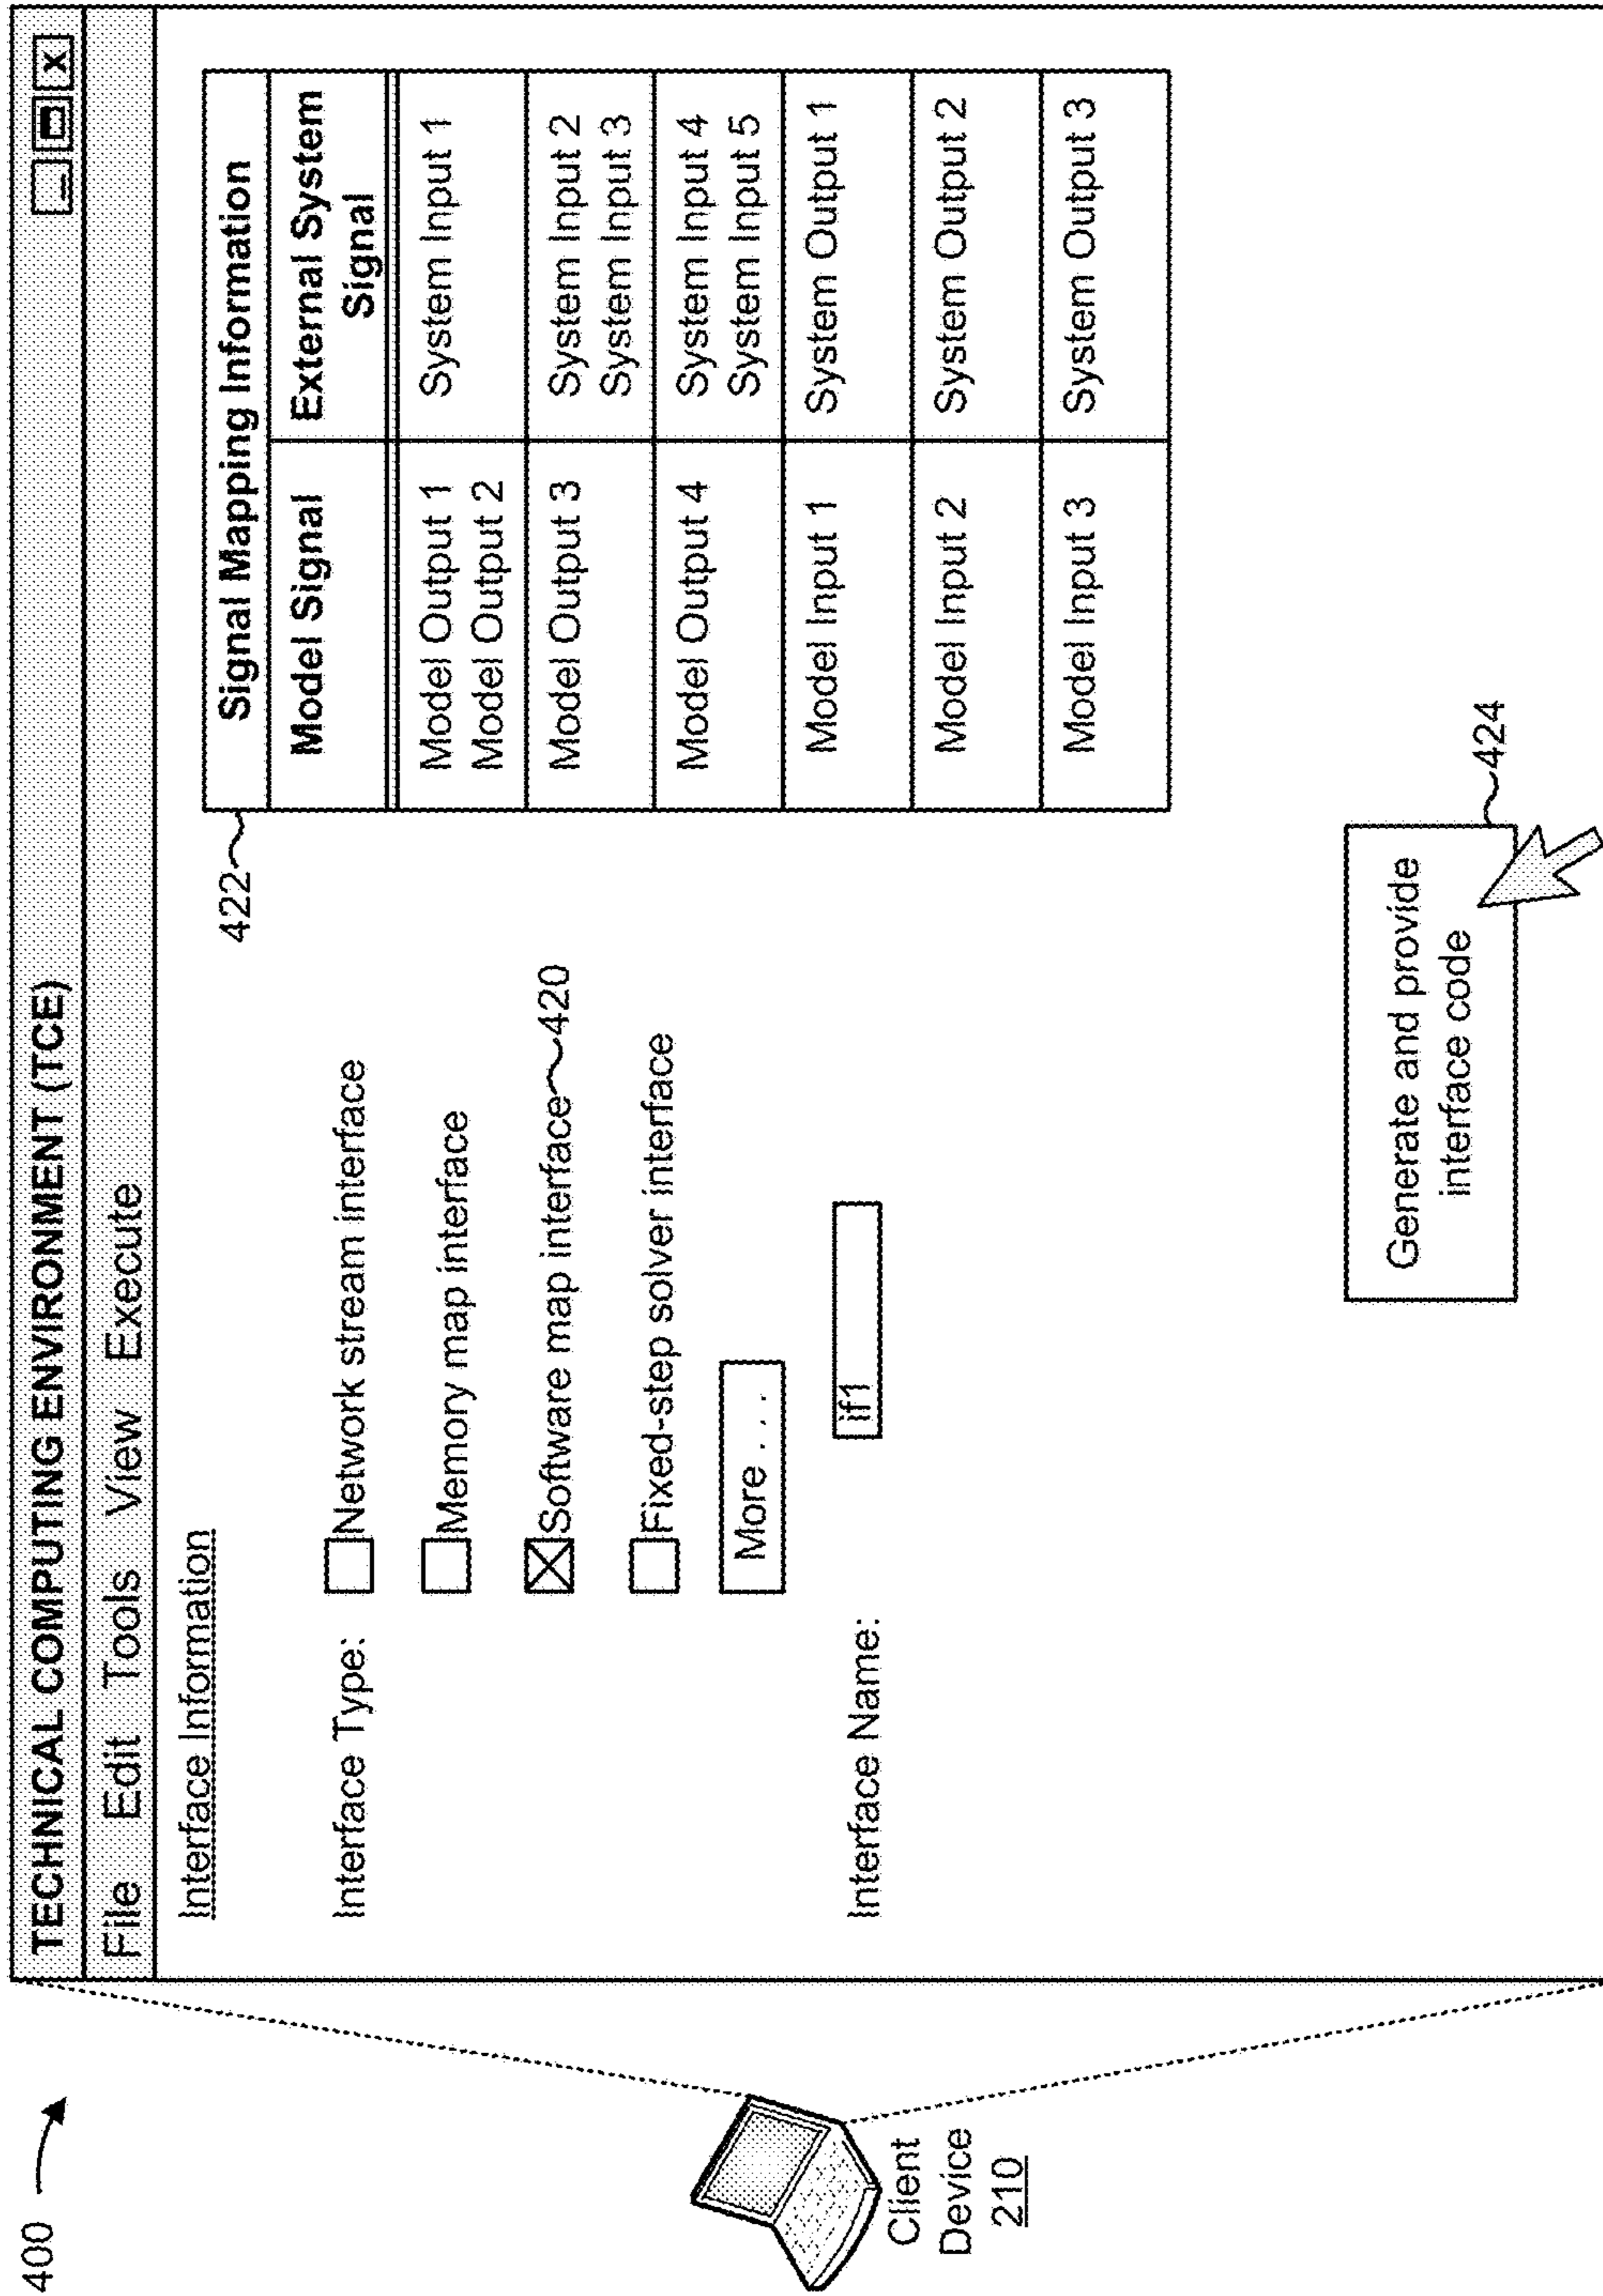 400
TECHNICAL COMPUTING ENVIRONMENT (TCE)
_ X
File Edit Tools View Execute
Interface Information
Interface Type:
Network stream interface
Memory map interface
Software map interface 420
Fixed-step solver interface
More . . .
Interface Name:
if1
422
Signal Mapping Information
Model Signal
External System
Signal
Model Output 1
Model Output 2
System Input 1
Model Output 3
System Input 2
System Input 3
Model Output 4
System Input 4
System Input 5
Model Input 1
System Output 1
Model Input 2
System Output 2
Model Input 3
System Output 3
Generate and provide
interface code
424
Client
Device
210